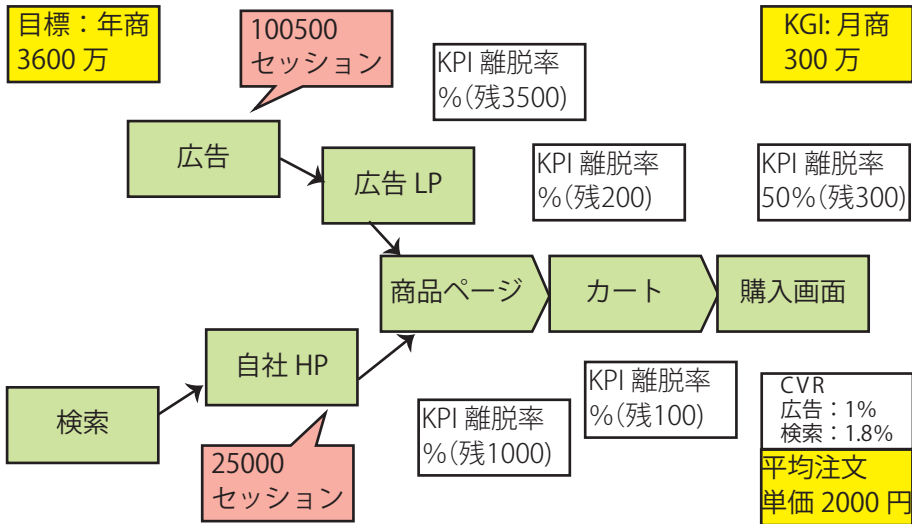 目標：年商
3600 万
100500
セッション
KPI 離脱率
%(残3500)
KGI: 月商
300 万
広告
広告 LP
KPI 離脱率
%(残200)
KPI 離脱率
50%(残300)
商品ページ
カート
購入画面
自社 HP
検索
25000
セッション
KPI 離脱率
%(残1000)
KPI 離脱率
%(残100)
CVR
広告：1%
検索：1.8%
平均注文
単価 2000 円